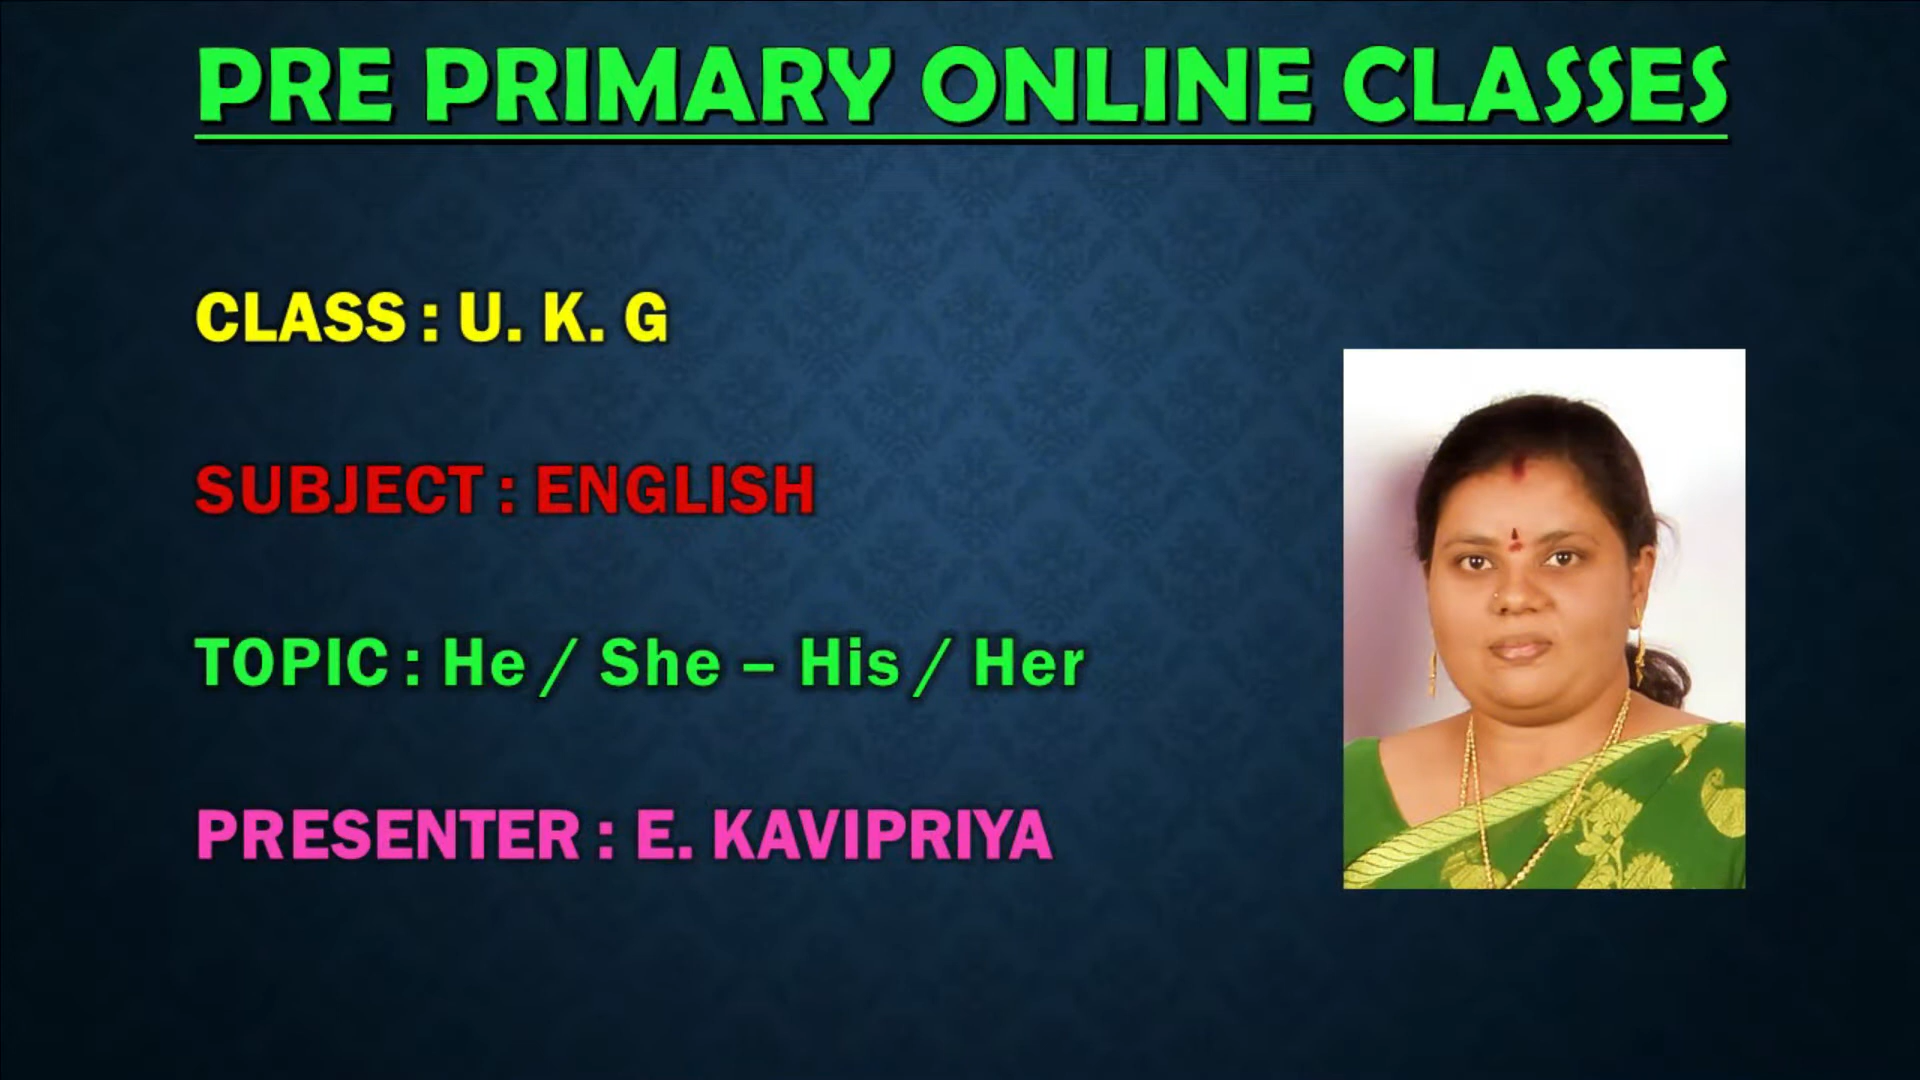 PRE PRIMARY ONLINE CLASSES
CLASS : U. K. G
SUBJECT : ENGLISH
TOPIC : He / She – His / Her
PRESENTER : E. KAVIPRIYA